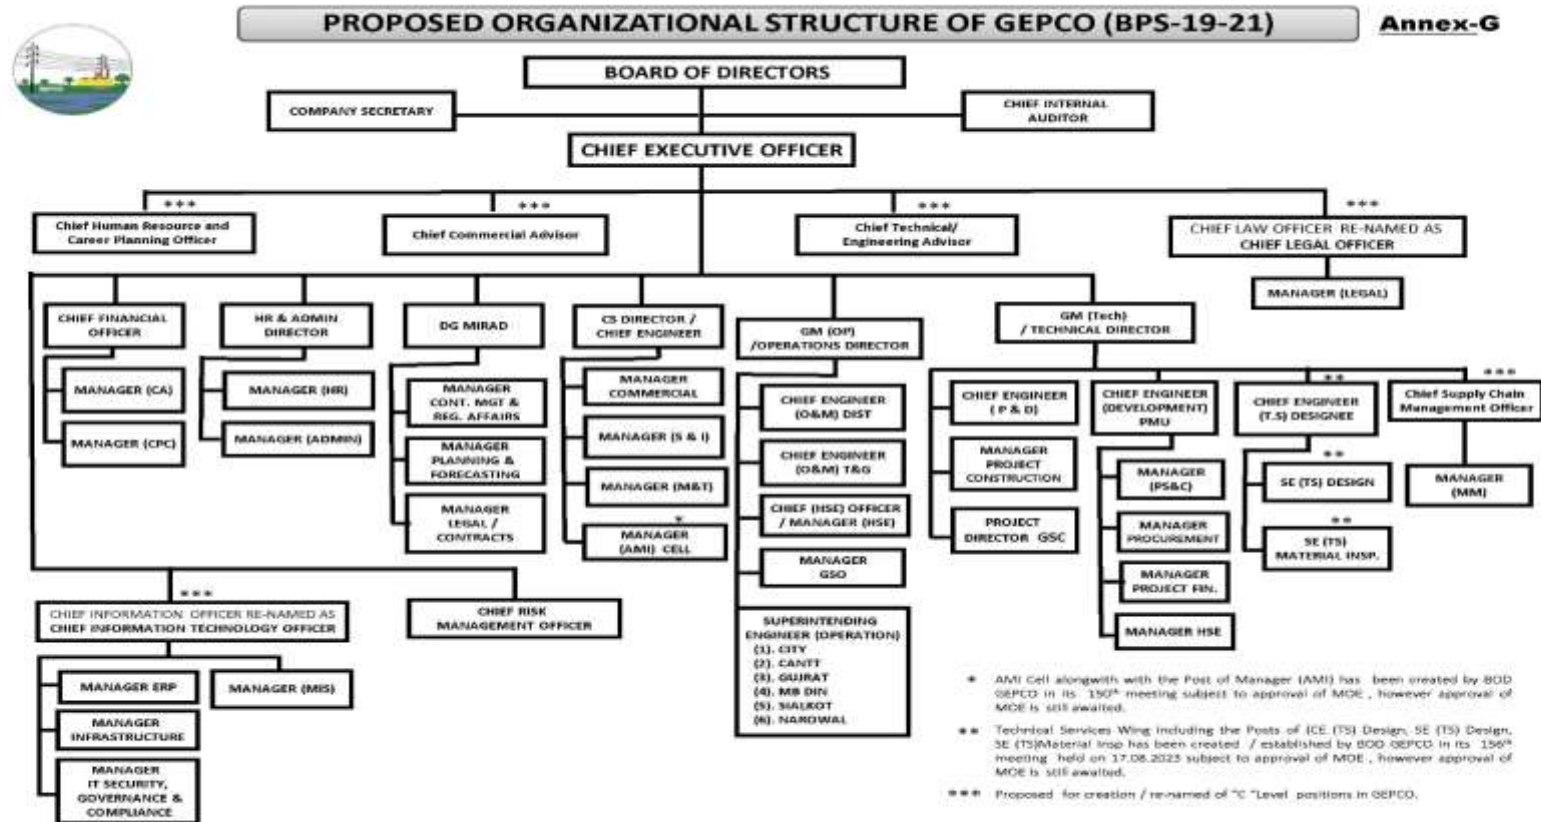 PROPOSED ORGANIZATIONAL STRUCTURE OF GEPCO (BPS-19-21)
Annex-G
BOARD OF DIRECTORS
COMPANY SECRETARY
CHIEF INTERNAL
AUDITOR
CHIEF EXECUTIVE OFFICER
***
Chief Human Resource and
Career Planning Officer
***
Chief Commercial Advisor
***
Chief Technical/
Engineering Advisor
***
CHIEF LAW OFFICER RE-NAMED AS
CHIEF LEGAL OFFICER
MANAGER (LEGAL)
CHIEF FINANCIAL
OFFICER
MANAGER (CA)
MANAGER (CPC)
HR & ADMIN
DIRECTOR
MANAGER (HR)
MANAGER (ADMIN)
DG MIRAD
MANAGER
CONT. MGT &
REG. AFFAIRS
MANAGER
PLANNING &
FORECASTING
MANAGER
LEGAL /
CONTRACTS
CS DIRECTOR /
CHIEF ENGINEER
MANAGER
COMMERCIAL
MANAGER (S & I)
MANAGER (M&T)
*
MANAGER
(AMI) CELL
GM (OP)
/OPERATIONS DIRECTOR
CHIEF ENGINEER
(O&M) DIST
CHIEF ENGINEER
(O&M) T&G
CHIEF (HSE) OFFICER
/ MANAGER (HSE)
MANAGER
GSO
SUPERINTENDING
ENGINEER (OPERATION)
(1). CITY
(2). CANTT
(3). GUJRAT
(4). MB DIN
(5). SIALKOT
(6). NAROWAL
GM (Tech)
/ TECHNICAL DIRECTOR
CHIEF ENGINEER
( P & D)
MANAGER
PROJECT
CONSTRUCTION
PROJECT
DIRECTOR GSC
CHIEF ENGINEER
(DEVELOPMENT)
PMU
MANAGER
(PS&C)
MANAGER
PROCUREMENT
MANAGER
PROJECT FIN.
MANAGER HSE
**
CHIEF ENGINEER
(T.S) DESIGNEE
**
SE (TS) DESIGN
**
SE (TS)
MATERIAL INSP.
***
Chief Supply Chain
Management Officer
MANAGER
(MM)
***
CHIEF INFORMATION OFFICER RE-NAMED AS
CHIEF INFORMATION TECHNOLOGY OFFICER
MANAGER ERP
MANAGER (MIS)
MANAGER
INFRASTRUCTURE
MANAGER
IT SECURITY,
GOVERNANCE &
COMPLIANCE
CHIEF RISK
MANAGEMENT OFFICER
* AMI Cell alongwith with the Post of Manager (AMI) has been created by BOD
GEPCO in its 150th meeting subject to approval of MOE , however approval of
MOE is still awaited.
** Technical Services Wing including the Posts of (CE (TS) Design, SE (TS) Design,
SE (TS)Material Insp has been created / established by BOD GEPCO in its 156th
meeting held on 17.08.2023 subject to approval of MOE , however approval of
MOE is still awaited.
*** Proposed for creation / re-named of "C "Level positions in GEPCO.